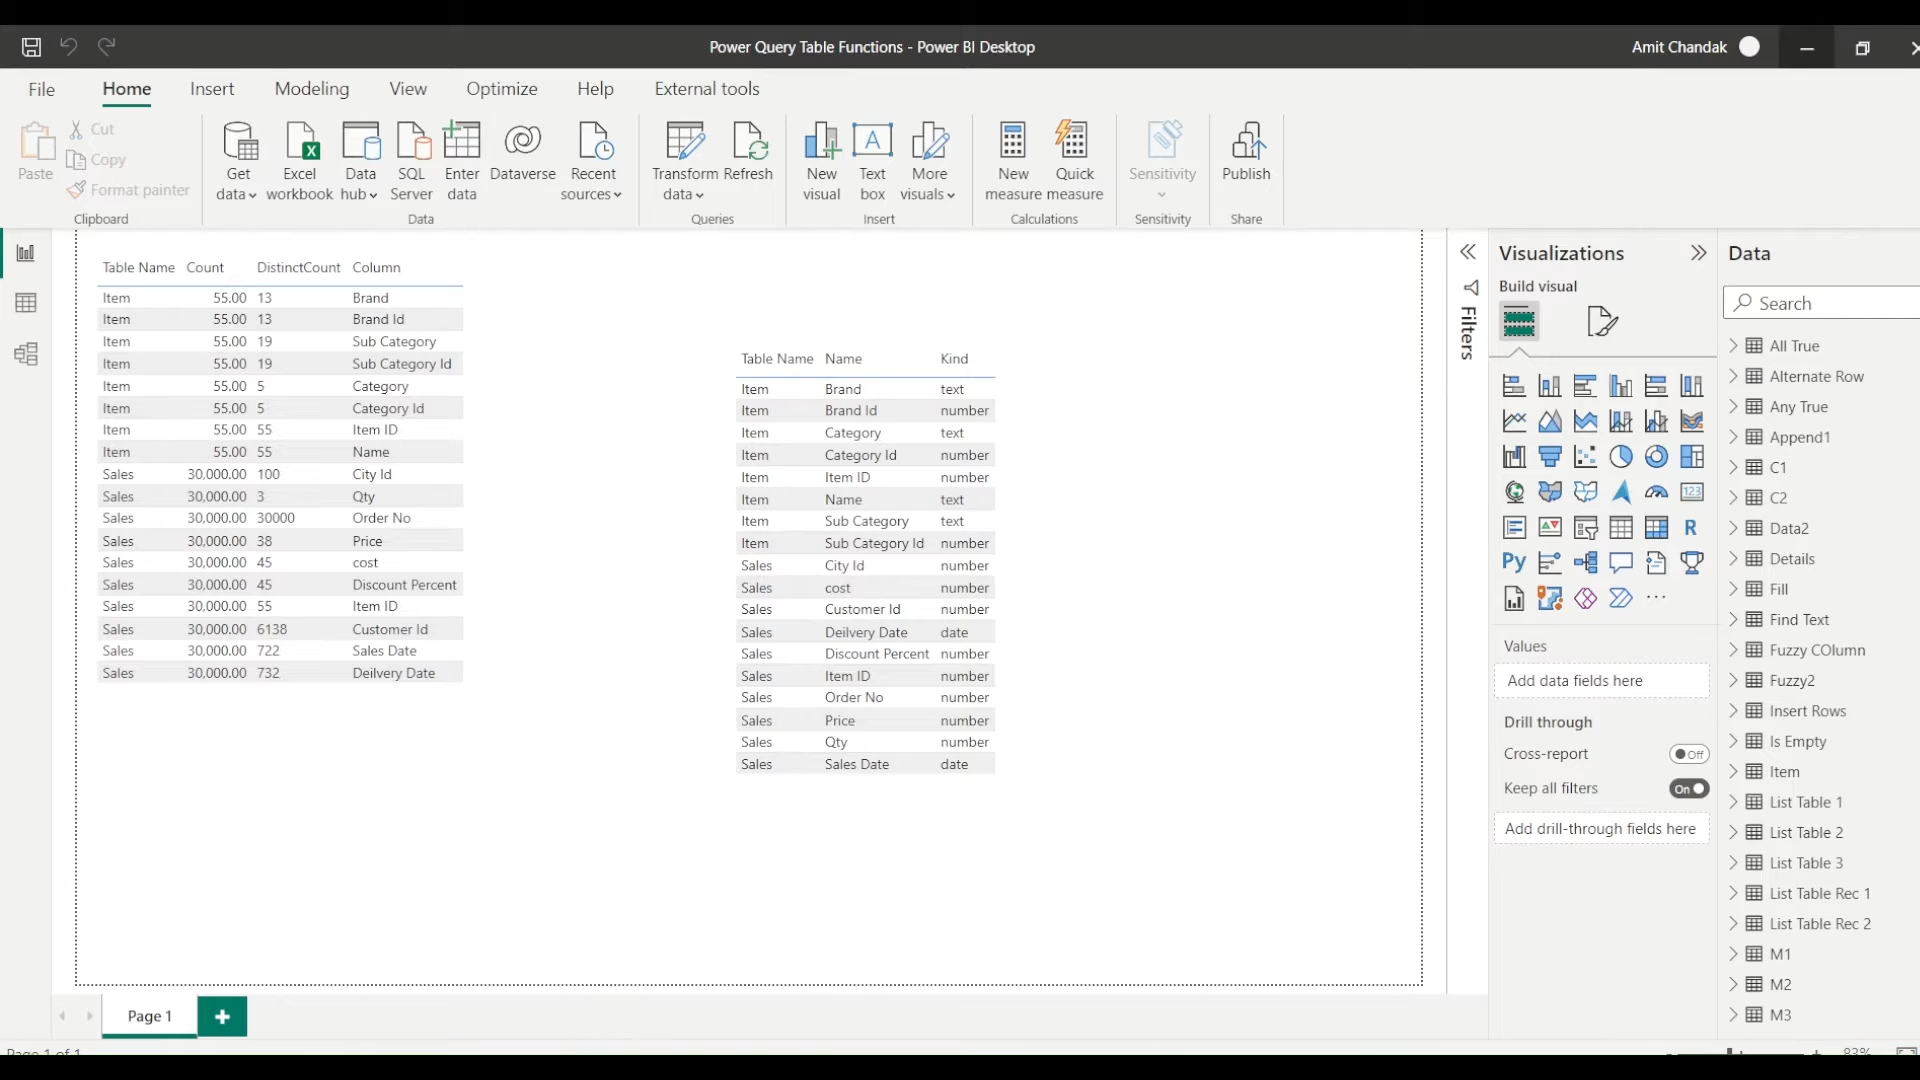 Power Query Table Functions - Power BI Desktop
Amit Chandak
File Home Insert Modeling View Optimize Help External tools
Paste
Cut
Copy
Format painter
Clipboard
Get data
Excel workbook
Data hub
SQL Server
Enter data
Dataverse
Recent sources
Data
Transform data
Refresh
Queries
New visual
Text box
More visuals
Insert
New measure
Quick measure
Calculations
Sensitivity
Sensitivity
Publish
Share
Table Name Count DistinctCount Column
Item 55.00 13 Brand
Item 55.00 13 Brand Id
Item 55.00 19 Sub Category
Item 55.00 19 Sub Category Id
Item 55.00 5 Category
Item 55.00 5 Category Id
Item 55.00 55 Item ID
Item 55.00 55 Name
Sales 30,000.00 100 City Id
Sales 30,000.00 3 Qty
Sales 30,000.00 30000 Order No
Sales 30,000.00 38 Price
Sales 30,000.00 45 cost
Sales 30,000.00 45 Discount Percent
Sales 30,000.00 55 Item ID
Sales 30,000.00 6138 Customer Id
Sales 30,000.00 722 Sales Date
Sales 30,000.00 732 Deilvery Date
Table Name Name Kind
Item Brand text
Item Brand Id number
Item Category text
Item Category Id number
Item Item ID number
Item Name text
Item Sub Category text
Item Sub Category Id number
Sales City Id number
Sales cost number
Sales Customer Id number
Sales Deilvery Date date
Sales Discount Percent number
Sales Item ID number
Sales Order No number
Sales Price number
Sales Qty number
Sales Sales Date date
Filters
Visualizations
Build visual
123
R
Py
Values
Add data fields here
Drill through
Cross-report
Off
Keep all filters
On
Add drill-through fields here
Data
Search
All True
Alternate Row
Any True
Append1
C1
C2
Data2
Details
Fill
Find Text
Fuzzy COlumn
Fuzzy2
Insert Rows
Is Empty
Item
List Table 1
List Table 2
List Table 3
List Table Rec 1
List Table Rec 2
M1
M2
M3
Page 1
Page 1 of 1
83%